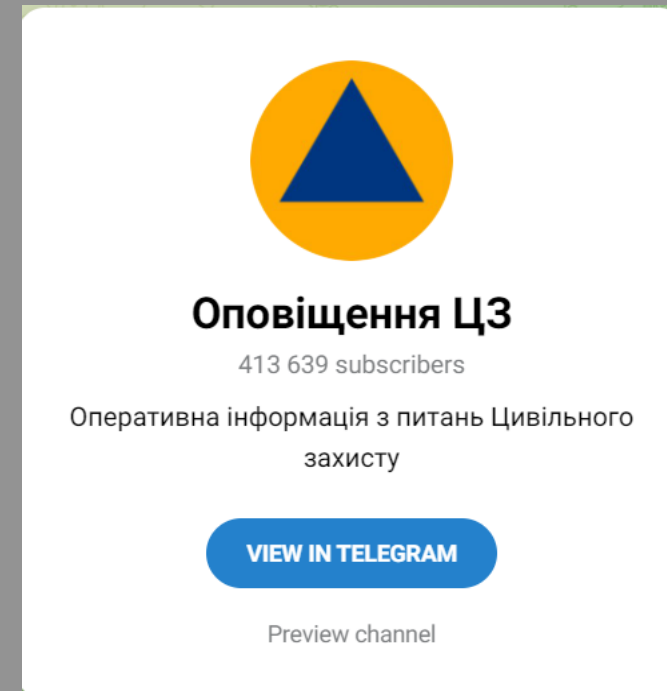 Оповіщення ЦЗ
413 639 subscribers
Оперативна інформація з питань Цивільного
захисту
VIEW IN TELEGRAM
Preview channel